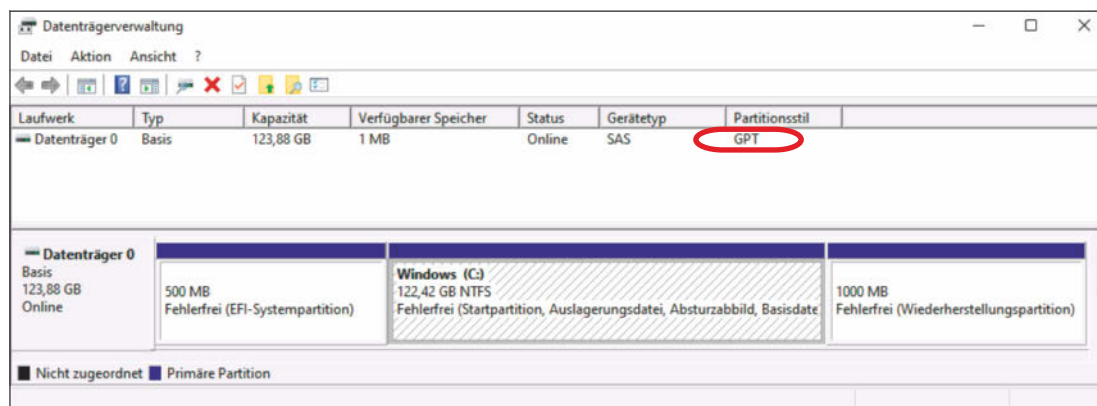 Datenträgerverwaltung
Datei Aktion Ansicht ?
Laufwerk Typ Kapazität Verfügbarer Speicher Status Gerätetyp Partitionsstil
Datenträger 0 Basis 123,88 GB 1 MB Online SAS GPT
Datenträger 0
Basis
123,88 GB
Online
500 MB
Fehlerfrei (EFI-Systempartition)
Windows (C:)
122,42 GB NTFS
Fehlerfrei (Startpartition, Auslagerungsdatei, Absturzabbild, Basisdate
1000 MB
Fehlerfrei (Wiederherstellungspartition)
Nicht zugeordnet Primäre Partition